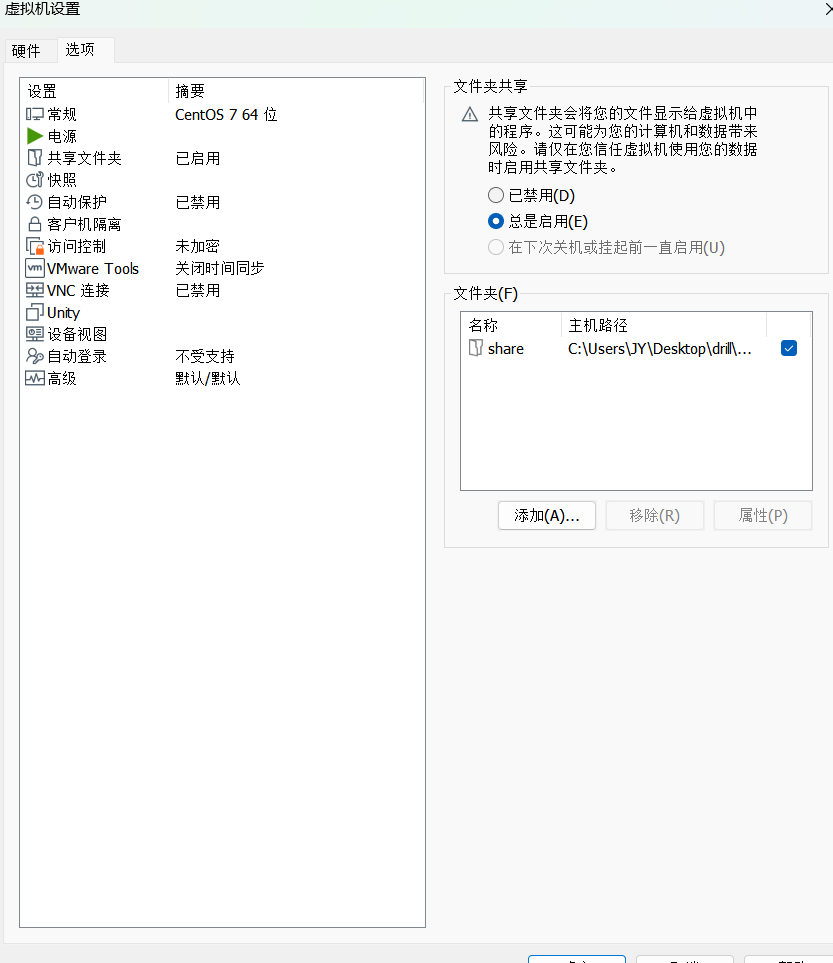 虚拟机设置
硬件 选项
设置 摘要
常规 CentOS 7 64 位
电源
共享文件夹 已启用
快照
自动保护 已禁用
客户机隔离
访问控制 未加密
VMware Tools 关闭时间同步
VNC 连接 已禁用
Unity
设备视图
自动登录 不受支持
高级 默认/默认
文件夹共享
共享文件夹会将您的文件显示给虚拟机中
的程序。这可能为您的计算机和数据带来
风险。请仅在您信任虚拟机使用您的数据
时启用共享文件夹。
已禁用(D)
总是启用(E)
在下次关机或挂起前一直启用(U)
文件夹(F)
名称 主机路径
share C:\Users\JY\Desktop\drill\...
添加(A)... 移除(R) 属性(P)